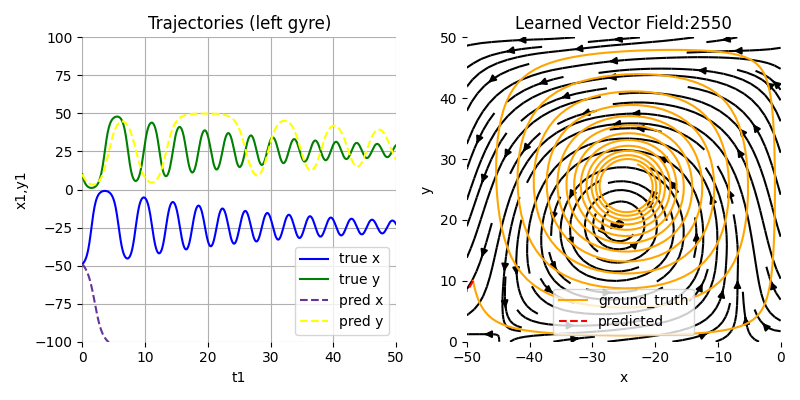 Trajectories (left gyre)
100
75
50
25
0
−25
−50
−75
−100
x1,y1
0
10
20
30
40
50
t1
true x
true y
pred x
pred y
Learned Vector Field:2550
50
40
30
20
10
0
y
−50
−40
−30
−20
−10
0
x
ground_truth
predicted